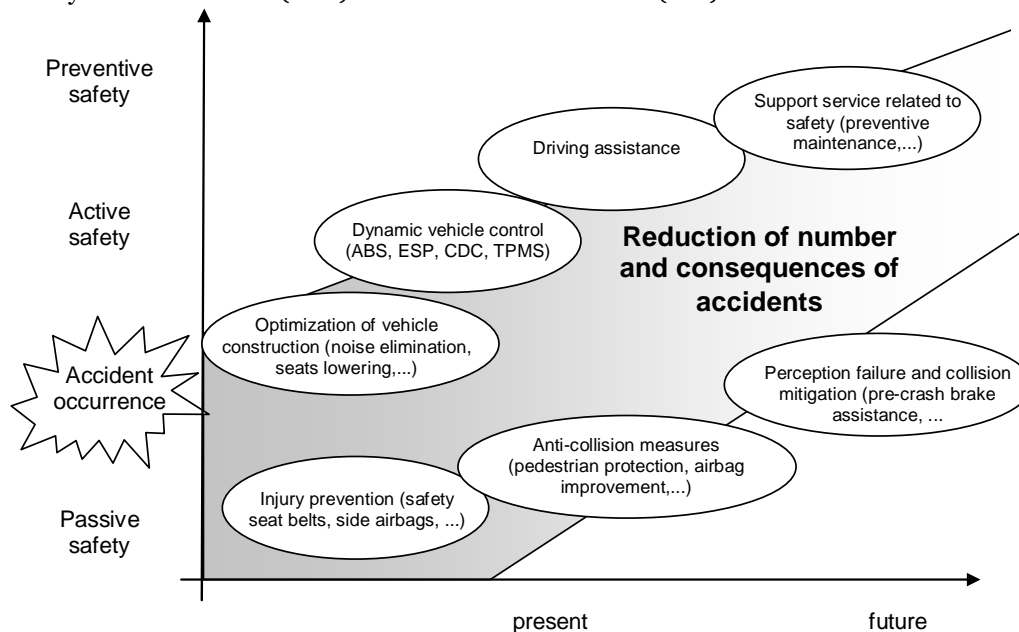 Preventive
safety
Support service related to
safety (preventive
maintenance,...)
Driving assistance
Active
safety
Dynamic vehicle control
(ABS, ESP, CDC, TPMS)
Reduction of number
and consequences of
accidents
Optimization of vehicle
construction (noise elimination,
seats lowering,...)
Accident
occurrence
Perception failure and collision
mitigation (pre-crash brake
assistance, ...
Anti-collision measures
(pedestrian protection, airbag
improvement,...)
Injury prevention (safety
seat belts, side airbags, ...)
Passive
safety
present
future